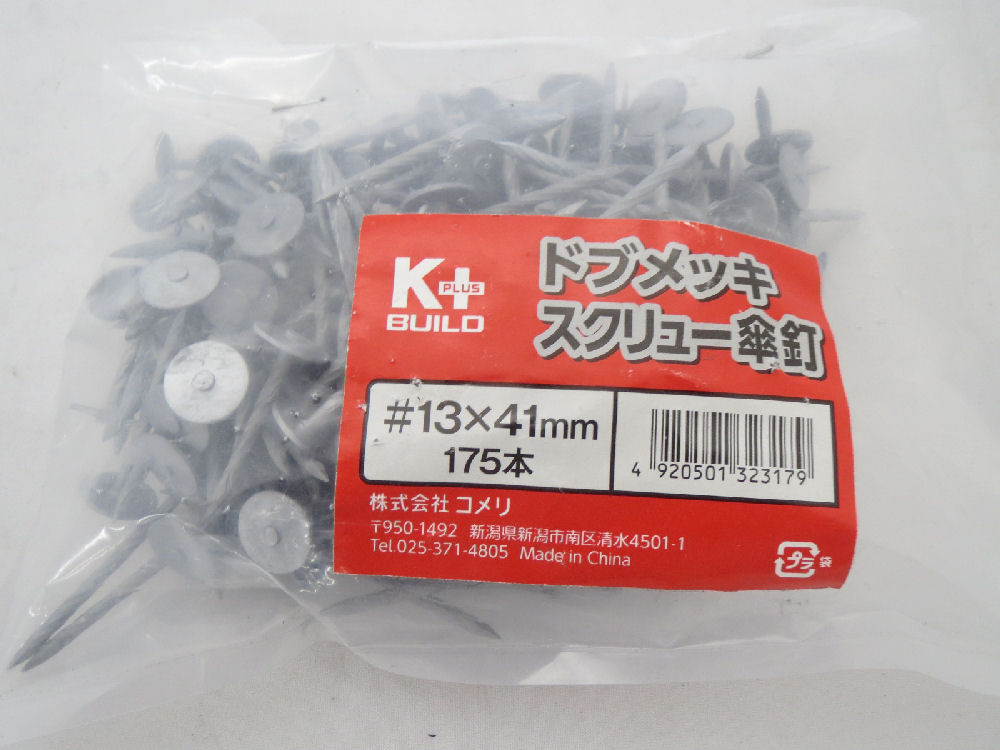 K+
PLUS
BUILD
ドブメッキ
スクリュー傘釘
#13×41mm
175本
4 920501 323179
株式会社 コメリ
〒950-1492 新潟県新潟市南区清水4501-1
Tel.025-371-4805 Made in China
プラ 袋